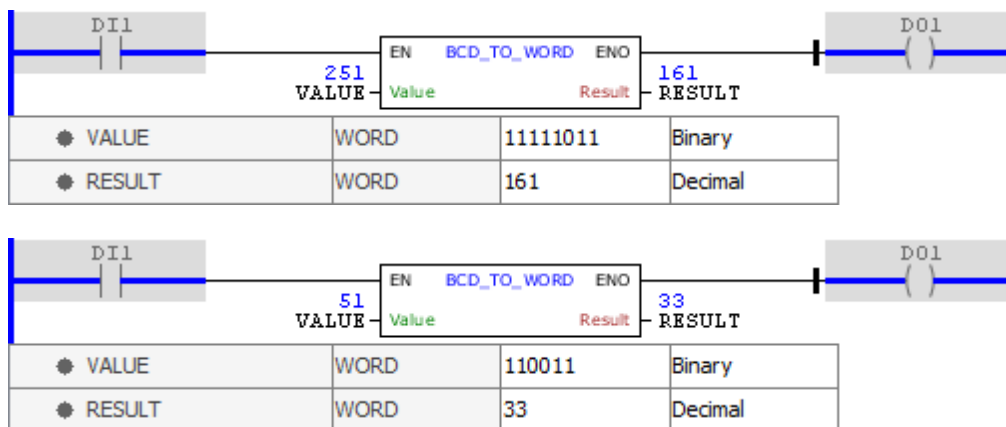 DI1 DO1
EN BCD_TO_WORD ENO
251 161
VALUE Value Result RESULT
VALUE WORD 11111011 Binary
RESULT WORD 161 Decimal
DI1 DO1
EN BCD_TO_WORD ENO
51 33
VALUE Value Result RESULT
VALUE WORD 110011 Binary
RESULT WORD 33 Decimal